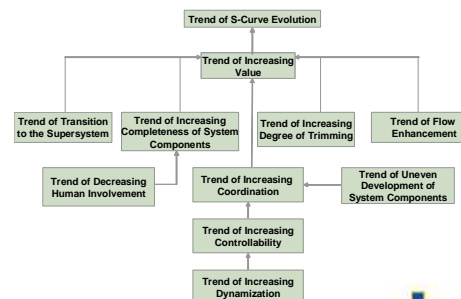 Trend of S-Curve Evolution
Trend of Increasing
Value
Trend of Transition
to the Supersystem
Trend of Increasing
Completeness of System
Components
Trend of Increasing
Degree of Trimming
Trend of Flow
Enhancement
Trend of Decreasing
Human Involvement
Trend of Increasing
Coordination
Trend of Uneven
Development of
System Components
Trend of Increasing
Controllability
Trend of Increasing
Dynamization